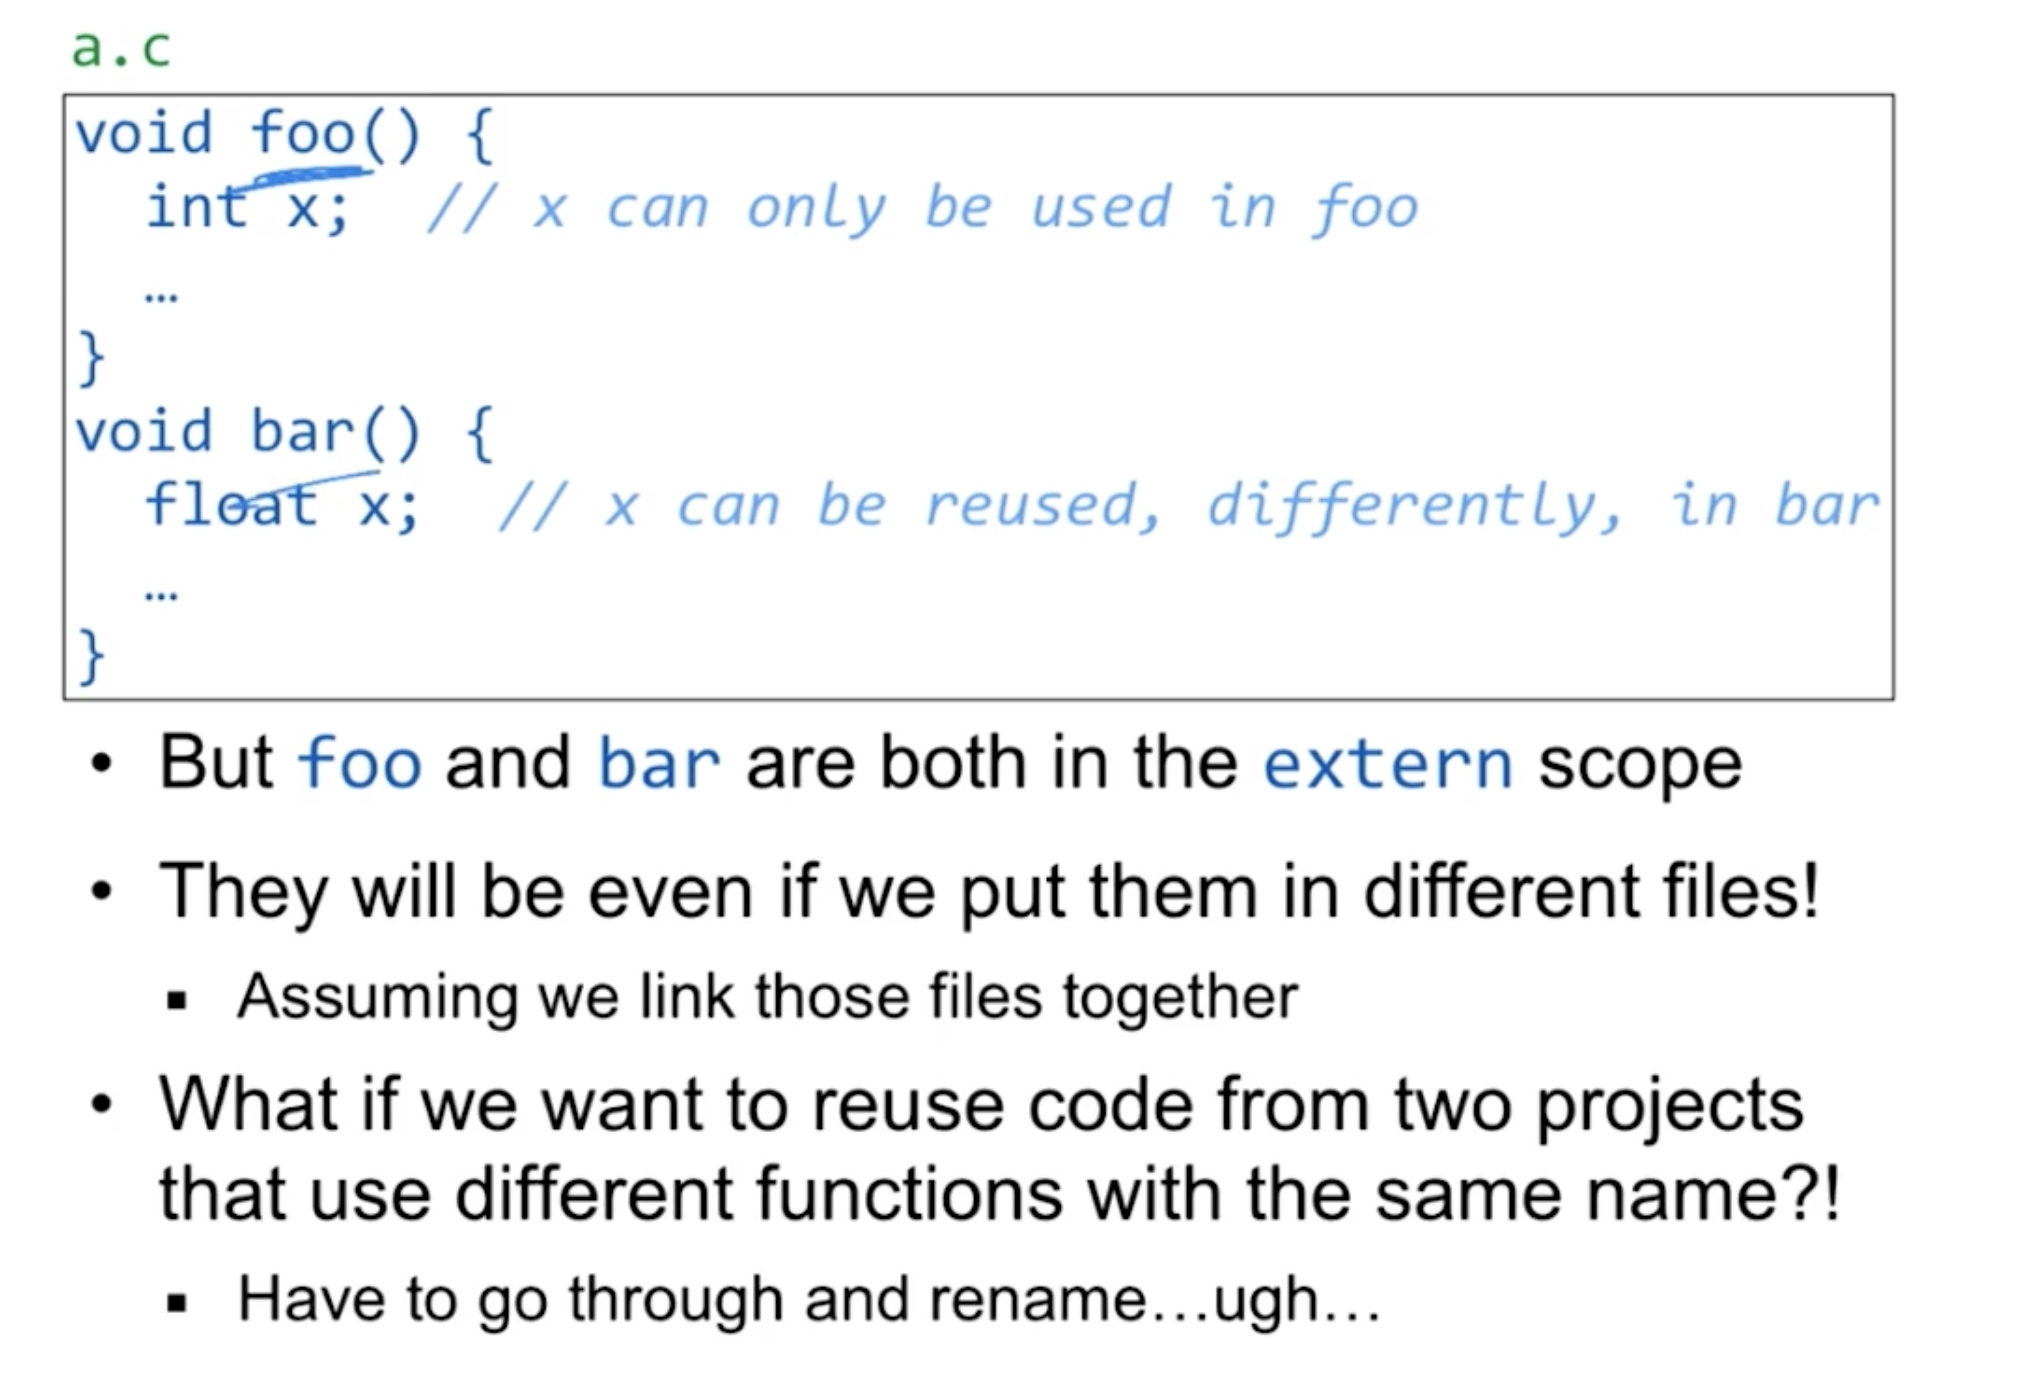 a.c
void foo() {
int x; // x can only be used in foo
…
}
void bar() {
float x; // x can be reused, differently, in bar
…
}
• But foo and bar are both in the extern scope
• They will be even if we put them in different files!
▪ Assuming we link those files together
• What if we want to reuse code from two projects
that use different functions with the same name?!
▪ Have to go through and rename…ugh…